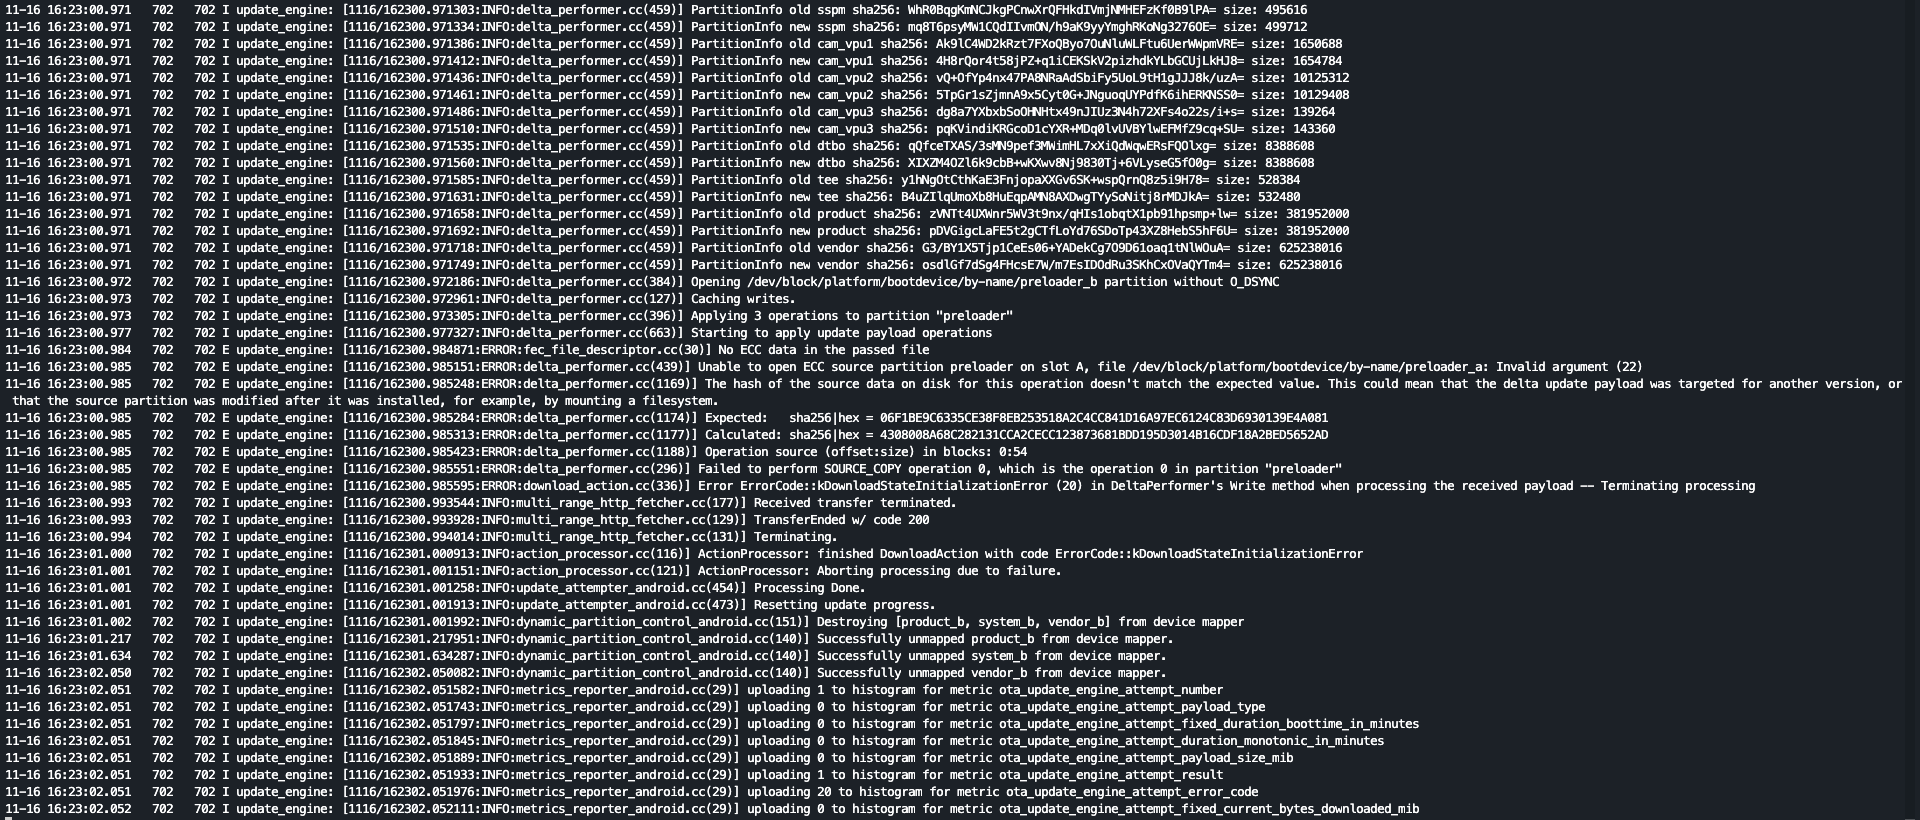 11-16 16:23:00.971   702   702 I update_engine: [1116/162300.971303:INFO:delta_performer.cc(459)] PartitionInfo old sspm sha256: WhR0BqgKmNCJkgPCnwXrQFHkdIVmjNMHEFzKf0B9lPA= size: 495616
11-16 16:23:00.971   702   702 I update_engine: [1116/162300.971334:INFO:delta_performer.cc(459)] PartitionInfo new sspm sha256: mq8T6psyMW1CQdIIvmON/h9aK9yyYmghRKoNg3276OE= size: 499712
11-16 16:23:00.971   702   702 I update_engine: [1116/162300.971386:INFO:delta_performer.cc(459)] PartitionInfo old cam_vpu1 sha256: Ak9lC4WD2kRzt7FXoQByo7OuNluWLFtu6UerWWpmVRE= size: 1650688
11-16 16:23:00.971   702   702 I update_engine: [1116/162300.971412:INFO:delta_performer.cc(459)] PartitionInfo new cam_vpu1 sha256: 4H8rQor4t58jPZ+q1iCEKSkV2pizhdkYLbGCUjLkHJ8= size: 1654784
11-16 16:23:00.971   702   702 I update_engine: [1116/162300.971436:INFO:delta_performer.cc(459)] PartitionInfo old cam_vpu2 sha256: vQ+OfYp4nx47PA8NRaAdSbiFy5UoL9tH1gJJJ8k/uzA= size: 10125312
11-16 16:23:00.971   702   702 I update_engine: [1116/162300.971461:INFO:delta_performer.cc(459)] PartitionInfo new cam_vpu2 sha256: 5TpGr1sZjmnA9x5Cyt0G+JNguoqUYPdfK6ihERKNSS0= size: 10129408
11-16 16:23:00.971   702   702 I update_engine: [1116/162300.971486:INFO:delta_performer.cc(459)] PartitionInfo old cam_vpu3 sha256: dg8a7YXbxbSoOHNHtx49nJIUz3N4h72XFs4o22s/i+s= size: 139264
11-16 16:23:00.971   702   702 I update_engine: [1116/162300.971510:INFO:delta_performer.cc(459)] PartitionInfo new cam_vpu3 sha256: pqKVindiKRGcoD1cYXR+MDq0lvUVBYlwEFMfZ9cq+SU= size: 143360
11-16 16:23:00.971   702   702 I update_engine: [1116/162300.971535:INFO:delta_performer.cc(459)] PartitionInfo old dtbo sha256: qQfceTXAS/3sMN9pef3MWimHL7xXiQdWqwERsFQOlxg= size: 8388608
11-16 16:23:00.971   702   702 I update_engine: [1116/162300.971560:INFO:delta_performer.cc(459)] PartitionInfo new dtbo sha256: XIXZM4OZl6k9cbB+wKXwv8Nj9830Tj+6VLyseG5fO0g= size: 8388608
11-16 16:23:00.971   702   702 I update_engine: [1116/162300.971585:INFO:delta_performer.cc(459)] PartitionInfo old tee sha256: y1hNgOtCthKaE3FnjopaXXGv6SK+wspQrnQ8z5i9H78= size: 528384
11-16 16:23:00.971   702   702 I update_engine: [1116/162300.971631:INFO:delta_performer.cc(459)] PartitionInfo new tee sha256: B4uZIlqUmoXb8HuEqpAMN8AXDwgTYySoNitj8rMDJkA= size: 532480
11-16 16:23:00.971   702   702 I update_engine: [1116/162300.971658:INFO:delta_performer.cc(459)] PartitionInfo old product sha256: zVNTt4UXWnr5WV3t9nx/qHIs1obqtX1pb91hpsmp+lw= size: 381952000
11-16 16:23:00.971   702   702 I update_engine: [1116/162300.971692:INFO:delta_performer.cc(459)] PartitionInfo new product sha256: pDVGigcLaFE5t2gCTfLoYd76SDoTp43XZ8HebS5hF6U= size: 381952000
11-16 16:23:00.971   702   702 I update_engine: [1116/162300.971718:INFO:delta_performer.cc(459)] PartitionInfo old vendor sha256: G3/BY1X5Tjp1CeEs06+YADekCg7O9D61oaq1tNlWOuA= size: 625238016
11-16 16:23:00.971   702   702 I update_engine: [1116/162300.971749:INFO:delta_performer.cc(459)] PartitionInfo new vendor sha256: osdlGf7dSg4FHcsE7W/m7EsIDOdRu3SKhCxOVaQYTm4= size: 625238016
11-16 16:23:00.972   702   702 I update_engine: [1116/162300.972186:INFO:delta_performer.cc(384)] Opening /dev/block/platform/bootdevice/by-name/preloader_b partition without O_DSYNC
11-16 16:23:00.973   702   702 I update_engine: [1116/162300.972961:INFO:delta_performer.cc(127)] Caching writes.
11-16 16:23:00.973   702   702 I update_engine: [1116/162300.973305:INFO:delta_performer.cc(396)] Applying 3 operations to partition "preloader"
11-16 16:23:00.977   702   702 I update_engine: [1116/162300.977327:INFO:delta_performer.cc(663)] Starting to apply update payload operations
11-16 16:23:00.984   702   702 E update_engine: [1116/162300.984871:ERROR:fec_file_descriptor.cc(30)] No ECC data in the passed file
11-16 16:23:00.985   702   702 E update_engine: [1116/162300.985151:ERROR:delta_performer.cc(439)] Unable to open ECC source partition preloader on slot A, file /dev/block/platform/bootdevice/by-name/preloader_a: Invalid argument (22)
11-16 16:23:00.985   702   702 E update_engine: [1116/162300.985248:ERROR:delta_performer.cc(1169)] The hash of the source data on disk for this operation doesn't match the expected value. This could mean that the delta update payload was targeted for another version, or
that the source partition was modified after it was installed, for example, by mounting a filesystem.
11-16 16:23:00.985   702   702 E update_engine: [1116/162300.985284:ERROR:delta_performer.cc(1174)] Expected:   sha256|hex = 06F1BE9C6335CE38F8EB253518A2C4CC841D16A97EC6124C83D6930139E4A081
11-16 16:23:00.985   702   702 E update_engine: [1116/162300.985313:ERROR:delta_performer.cc(1177)] Calculated: sha256|hex = 4308008A68C282131CCA2CECC123873681BDD195D3014B16CDF18A2BED5652AD
11-16 16:23:00.985   702   702 E update_engine: [1116/162300.985423:ERROR:delta_performer.cc(1188)] Operation source (offset:size) in blocks: 0:54
11-16 16:23:00.985   702   702 E update_engine: [1116/162300.985551:ERROR:delta_performer.cc(296)] Failed to perform SOURCE_COPY operation 0, which is the operation 0 in partition "preloader"
11-16 16:23:00.985   702   702 E update_engine: [1116/162300.985595:ERROR:download_action.cc(336)] Error ErrorCode::kDownloadStateInitializationError (20) in DeltaPerformer's Write method when processing the received payload -- Terminating processing
11-16 16:23:00.993   702   702 I update_engine: [1116/162300.993544:INFO:multi_range_http_fetcher.cc(177)] Received transfer terminated.
11-16 16:23:00.993   702   702 I update_engine: [1116/162300.993928:INFO:multi_range_http_fetcher.cc(129)] TransferEnded w/ code 200
11-16 16:23:00.994   702   702 I update_engine: [1116/162300.994014:INFO:multi_range_http_fetcher.cc(131)] Terminating.
11-16 16:23:01.000   702   702 I update_engine: [1116/162301.000913:INFO:action_processor.cc(116)] ActionProcessor: finished DownloadAction with code ErrorCode::kDownloadStateInitializationError
11-16 16:23:01.001   702   702 I update_engine: [1116/162301.001151:INFO:action_processor.cc(121)] ActionProcessor: Aborting processing due to failure.
11-16 16:23:01.001   702   702 I update_engine: [1116/162301.001258:INFO:update_attempter_android.cc(454)] Processing Done.
11-16 16:23:01.001   702   702 I update_engine: [1116/162301.001913:INFO:update_attempter_android.cc(473)] Resetting update progress.
11-16 16:23:01.002   702   702 I update_engine: [1116/162301.001992:INFO:dynamic_partition_control_android.cc(151)] Destroying [product_b, system_b, vendor_b] from device mapper
11-16 16:23:01.217   702   702 I update_engine: [1116/162301.217951:INFO:dynamic_partition_control_android.cc(140)] Successfully unmapped product_b from device mapper.
11-16 16:23:01.634   702   702 I update_engine: [1116/162301.634287:INFO:dynamic_partition_control_android.cc(140)] Successfully unmapped system_b from device mapper.
11-16 16:23:02.050   702   702 I update_engine: [1116/162302.050082:INFO:dynamic_partition_control_android.cc(140)] Successfully unmapped vendor_b from device mapper.
11-16 16:23:02.051   702   702 I update_engine: [1116/162302.051582:INFO:metrics_reporter_android.cc(29)] uploading 1 to histogram for metric ota_update_engine_attempt_number
11-16 16:23:02.051   702   702 I update_engine: [1116/162302.051743:INFO:metrics_reporter_android.cc(29)] uploading 0 to histogram for metric ota_update_engine_attempt_payload_type
11-16 16:23:02.051   702   702 I update_engine: [1116/162302.051797:INFO:metrics_reporter_android.cc(29)] uploading 0 to histogram for metric ota_update_engine_attempt_fixed_duration_boottime_in_minutes
11-16 16:23:02.051   702   702 I update_engine: [1116/162302.051845:INFO:metrics_reporter_android.cc(29)] uploading 0 to histogram for metric ota_update_engine_attempt_duration_monotonic_in_minutes
11-16 16:23:02.051   702   702 I update_engine: [1116/162302.051889:INFO:metrics_reporter_android.cc(29)] uploading 0 to histogram for metric ota_update_engine_attempt_payload_size_mib
11-16 16:23:02.051   702   702 I update_engine: [1116/162302.051933:INFO:metrics_reporter_android.cc(29)] uploading 1 to histogram for metric ota_update_engine_attempt_result
11-16 16:23:02.051   702   702 I update_engine: [1116/162302.051976:INFO:metrics_reporter_android.cc(29)] uploading 20 to histogram for metric ota_update_engine_attempt_error_code
11-16 16:23:02.052   702   702 I update_engine: [1116/162302.052111:INFO:metrics_reporter_android.cc(29)] uploading 0 to histogram for metric ota_update_engine_attempt_fixed_current_bytes_downloaded_mib